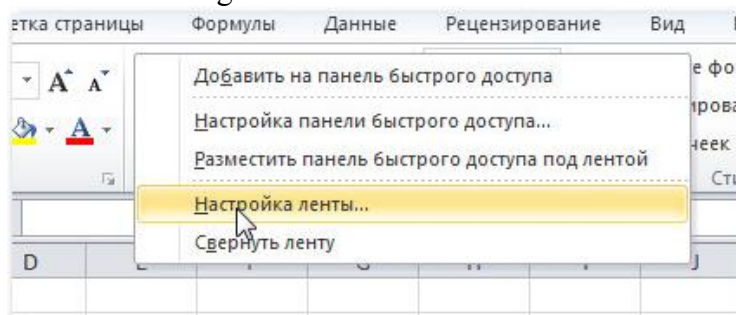 етка страницы Формулы Данные Рецензирование Вид
Добавить на панель быстрого доступа
Настройка панели быстрого доступа...
Разместить панель быстрого доступа под лентой
Настройка ленты...
Свернуть ленту
D
J